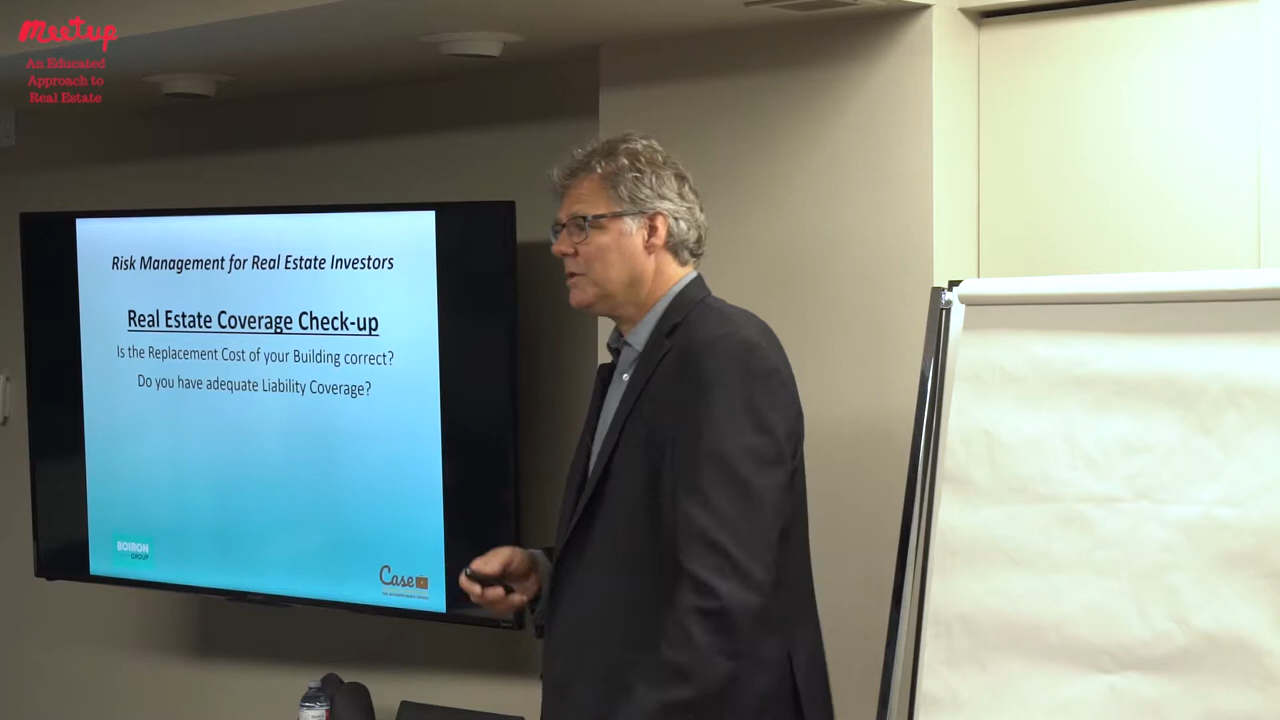 Meetup
An Educated
Approach to
Real Estate
Risk Management for Real Estate Investors
Real Estate Coverage Check-up
Is the Replacement Cost of your Building correct?
Do you have adequate Liability Coverage?
BOIRON
GROUP
Case